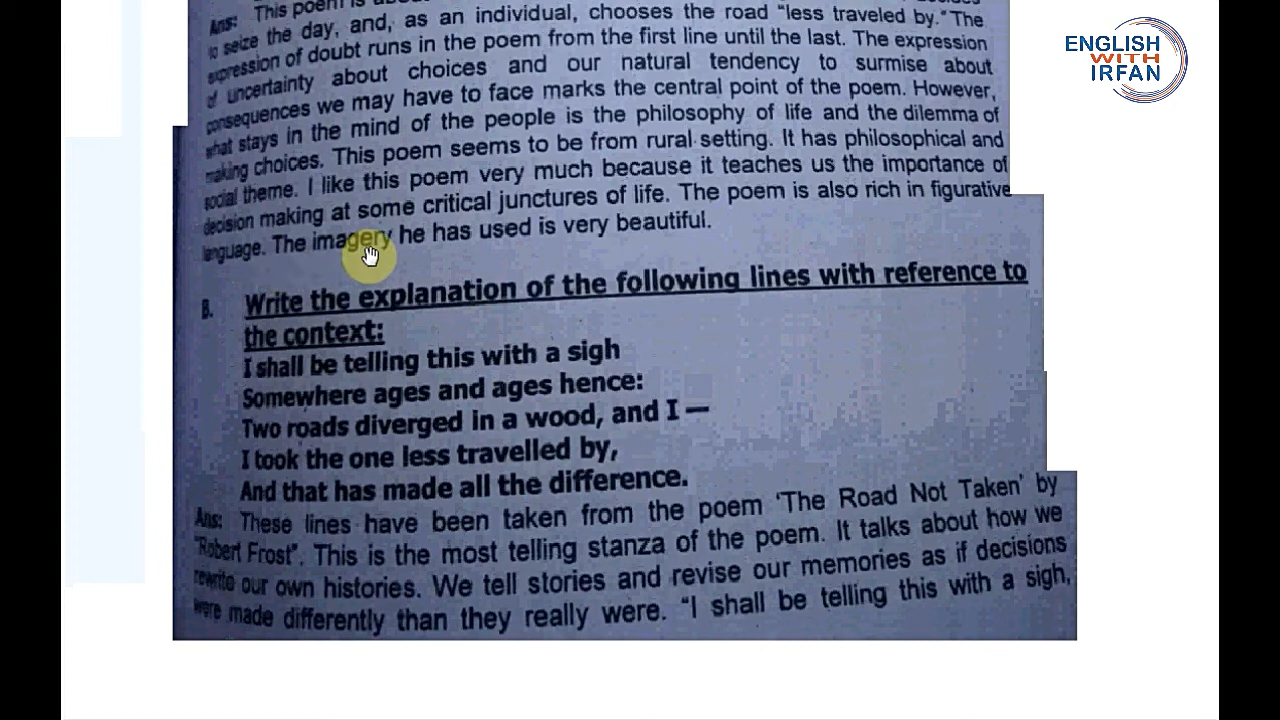 Ans: This poem is
to seize the day, and, as an individual, chooses the road “less traveled by.” The
expression of doubt runs in the poem from the first line until the last. The expression
of uncertainty about choices and our natural tendency to surmise about
consequences we may have to face marks the central point of the poem. However,
what stays in the mind of the people is the philosophy of life and the dilemma of
making choices. This poem seems to be from rural setting. It has philosophical and
social theme. I like this poem very much because it teaches us the importance of
decision making at some critical junctures of life. The poem is also rich in figurative
language. The imagery he has used is very beautiful.
B. Write the explanation of the following lines with reference to
the context:
I shall be telling this with a sigh
Somewhere ages and ages hence:
Two roads diverged in a wood, and I —
I took the one less travelled by,
And that has made all the difference.
Ans: These lines have been taken from the poem ‘The Road Not Taken’ by
“Robert Frost”. This is the most telling stanza of the poem. It talks about how we
rewrite our own histories. We tell stories and revise our memories as if decisions
were made differently than they really were. “I shall be telling this with a sigh,
ENGLISH
WITH
IRFAN